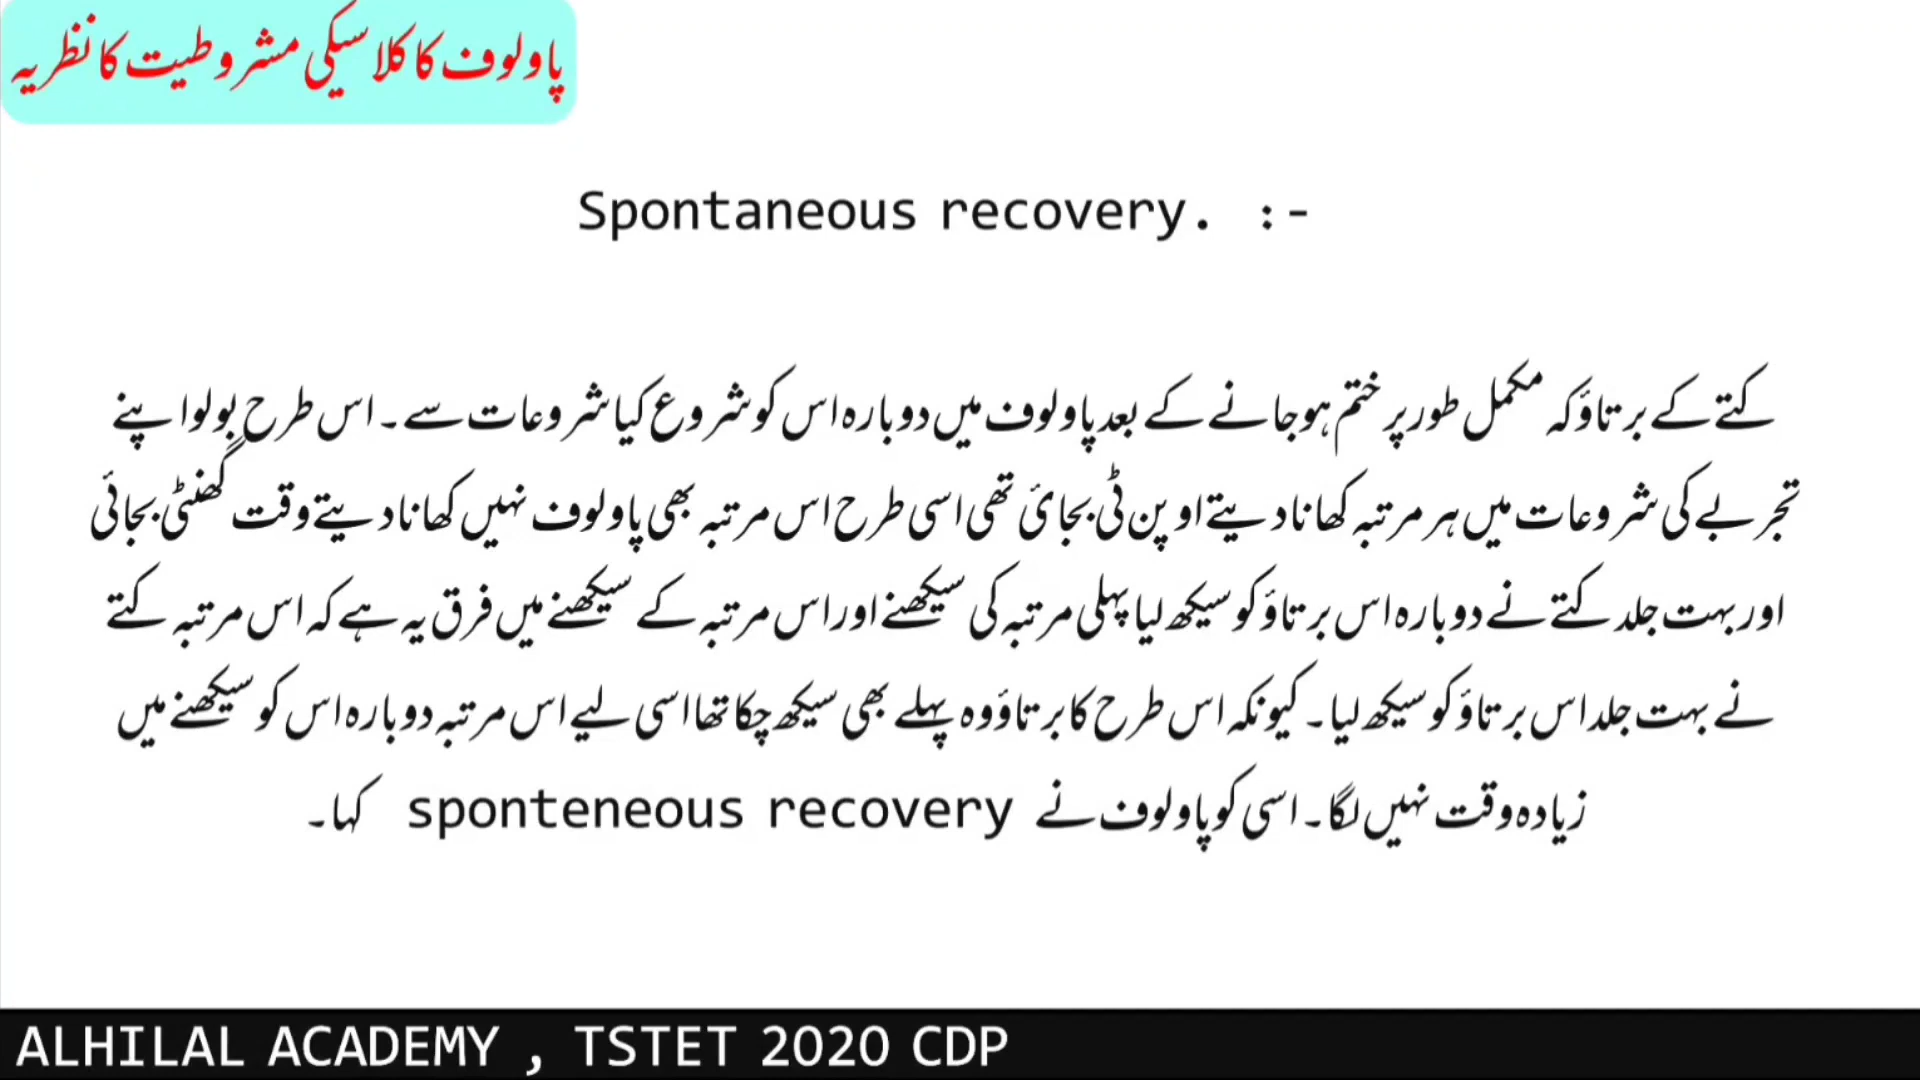 پاولوف کا کلاسیکی مشروطیت کا نظریہ
Spontaneous recovery. :-
کتے کے برتاؤ کہ مکمل طور پر ختم ہوجانے کے بعد پاولوف میں دوبارہ اس کو شروع کیا شروعات سے۔ اس طرح بولو اپنے
تجربے کی شروعات میں ہر مرتبہ کھانا دیتے او پن ٹی بجائ تھی اسی طرح اس مرتبہ بھی پاولوف نہیں کھانا دیتے وقت گھنٹی بجائی
اور بہت جلد کتے نے دوبارہ اس برتاؤ کو سیکھ لیا پہلی مرتبہ کی سیکھنے اور اس مرتبہ کے سیکھنے میں فرق یہ ہے کہ اس مرتبہ کتے
نے بہت جلد اس برتاؤ کو سیکھ لیا۔ کیونکہ اس طرح کا برتاؤ وہ پہلے بھی سیکھ چکا تھا اسی لیے اس مرتبہ دوبارہ اس کو سیکھنے میں
زیادہ وقت نہیں لگا۔ اسی کو پاولوف نے sponteneous recovery کہا۔
ALHILAL ACADEMY , TSTET 2020 CDP